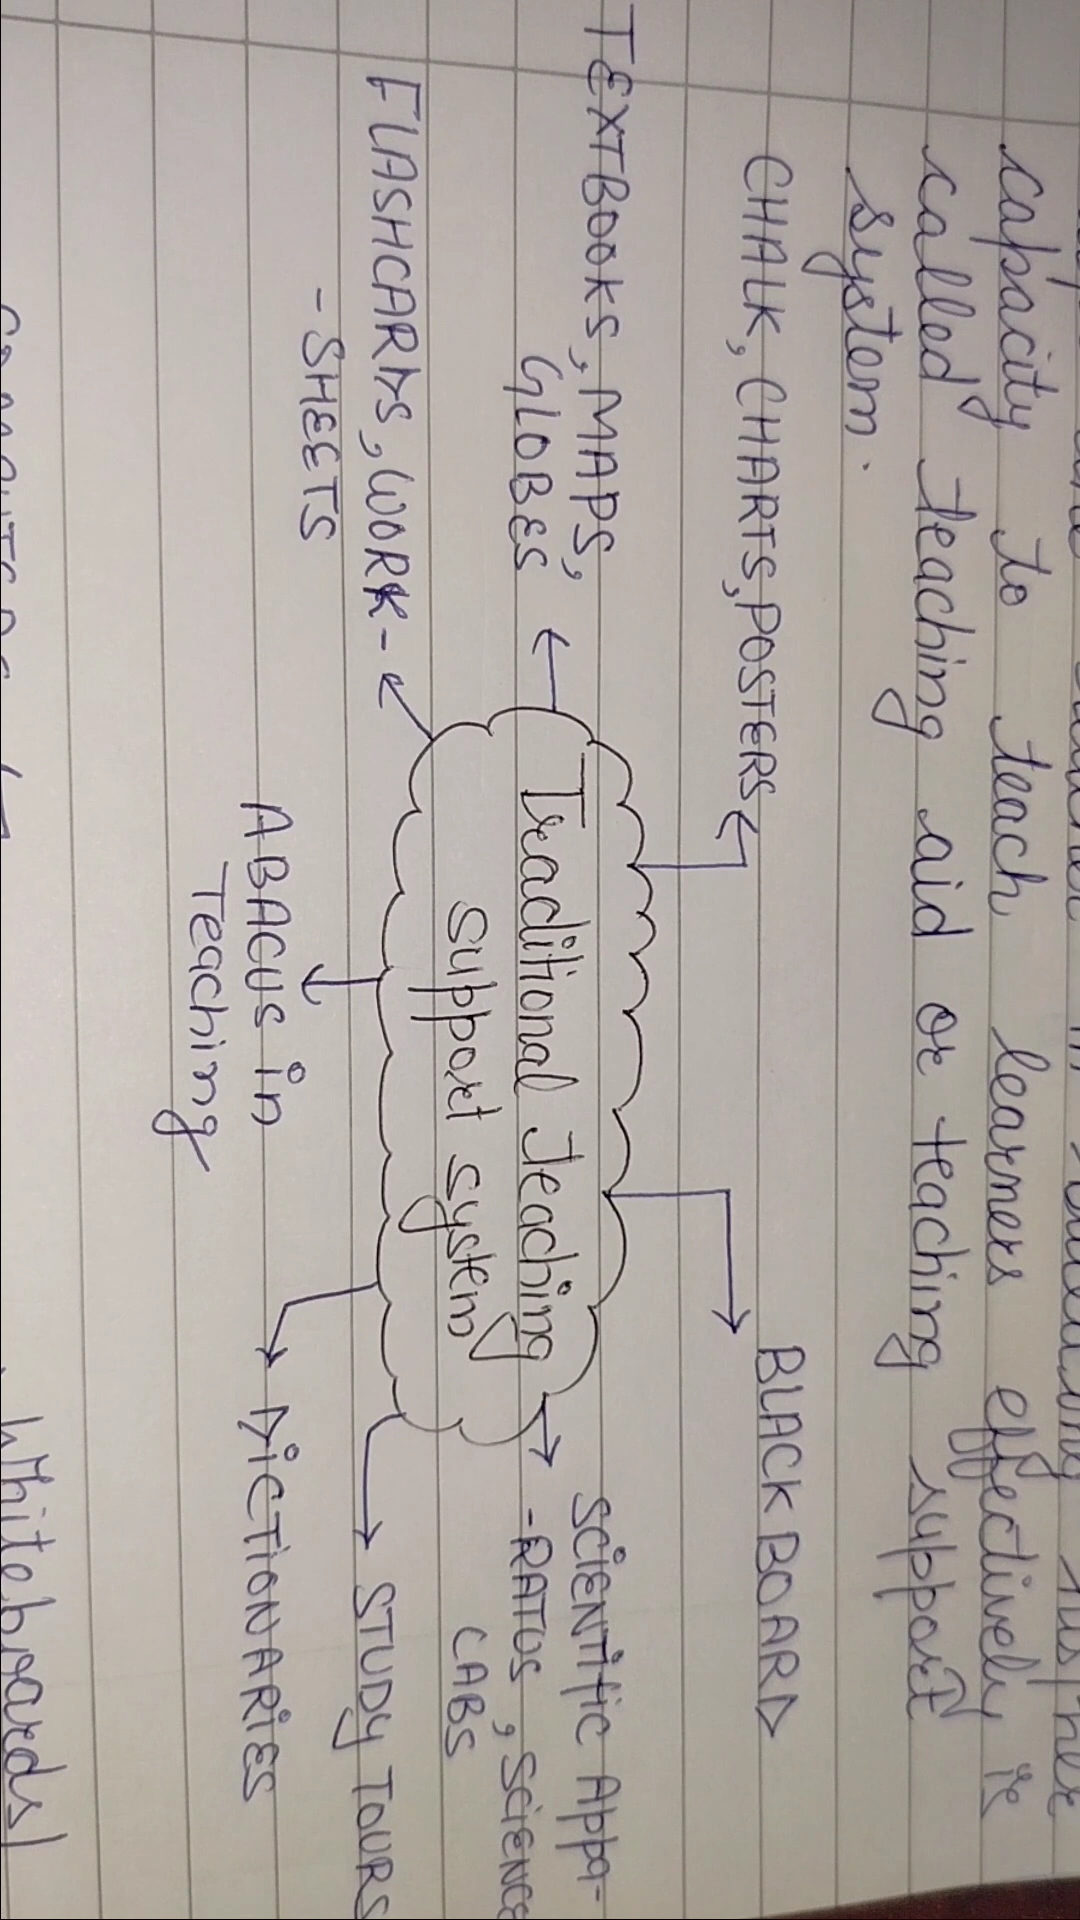 capacity to teach learners effectively is
called teaching aid or teaching support
system.
CHALK, CHARTS, POSTERS
BLACKBOARD
TEXTBOOKS, MAPS,
GLOBES
SCIENTIFIC APPA-
-RATUS, SCIENCE
LABS
Traditional teaching
support system
FLASHCARDS, WORK-
-SHEETS
STUDY TOURS
ABACUS in
Teaching
DICTIONARIES
Whiteboards